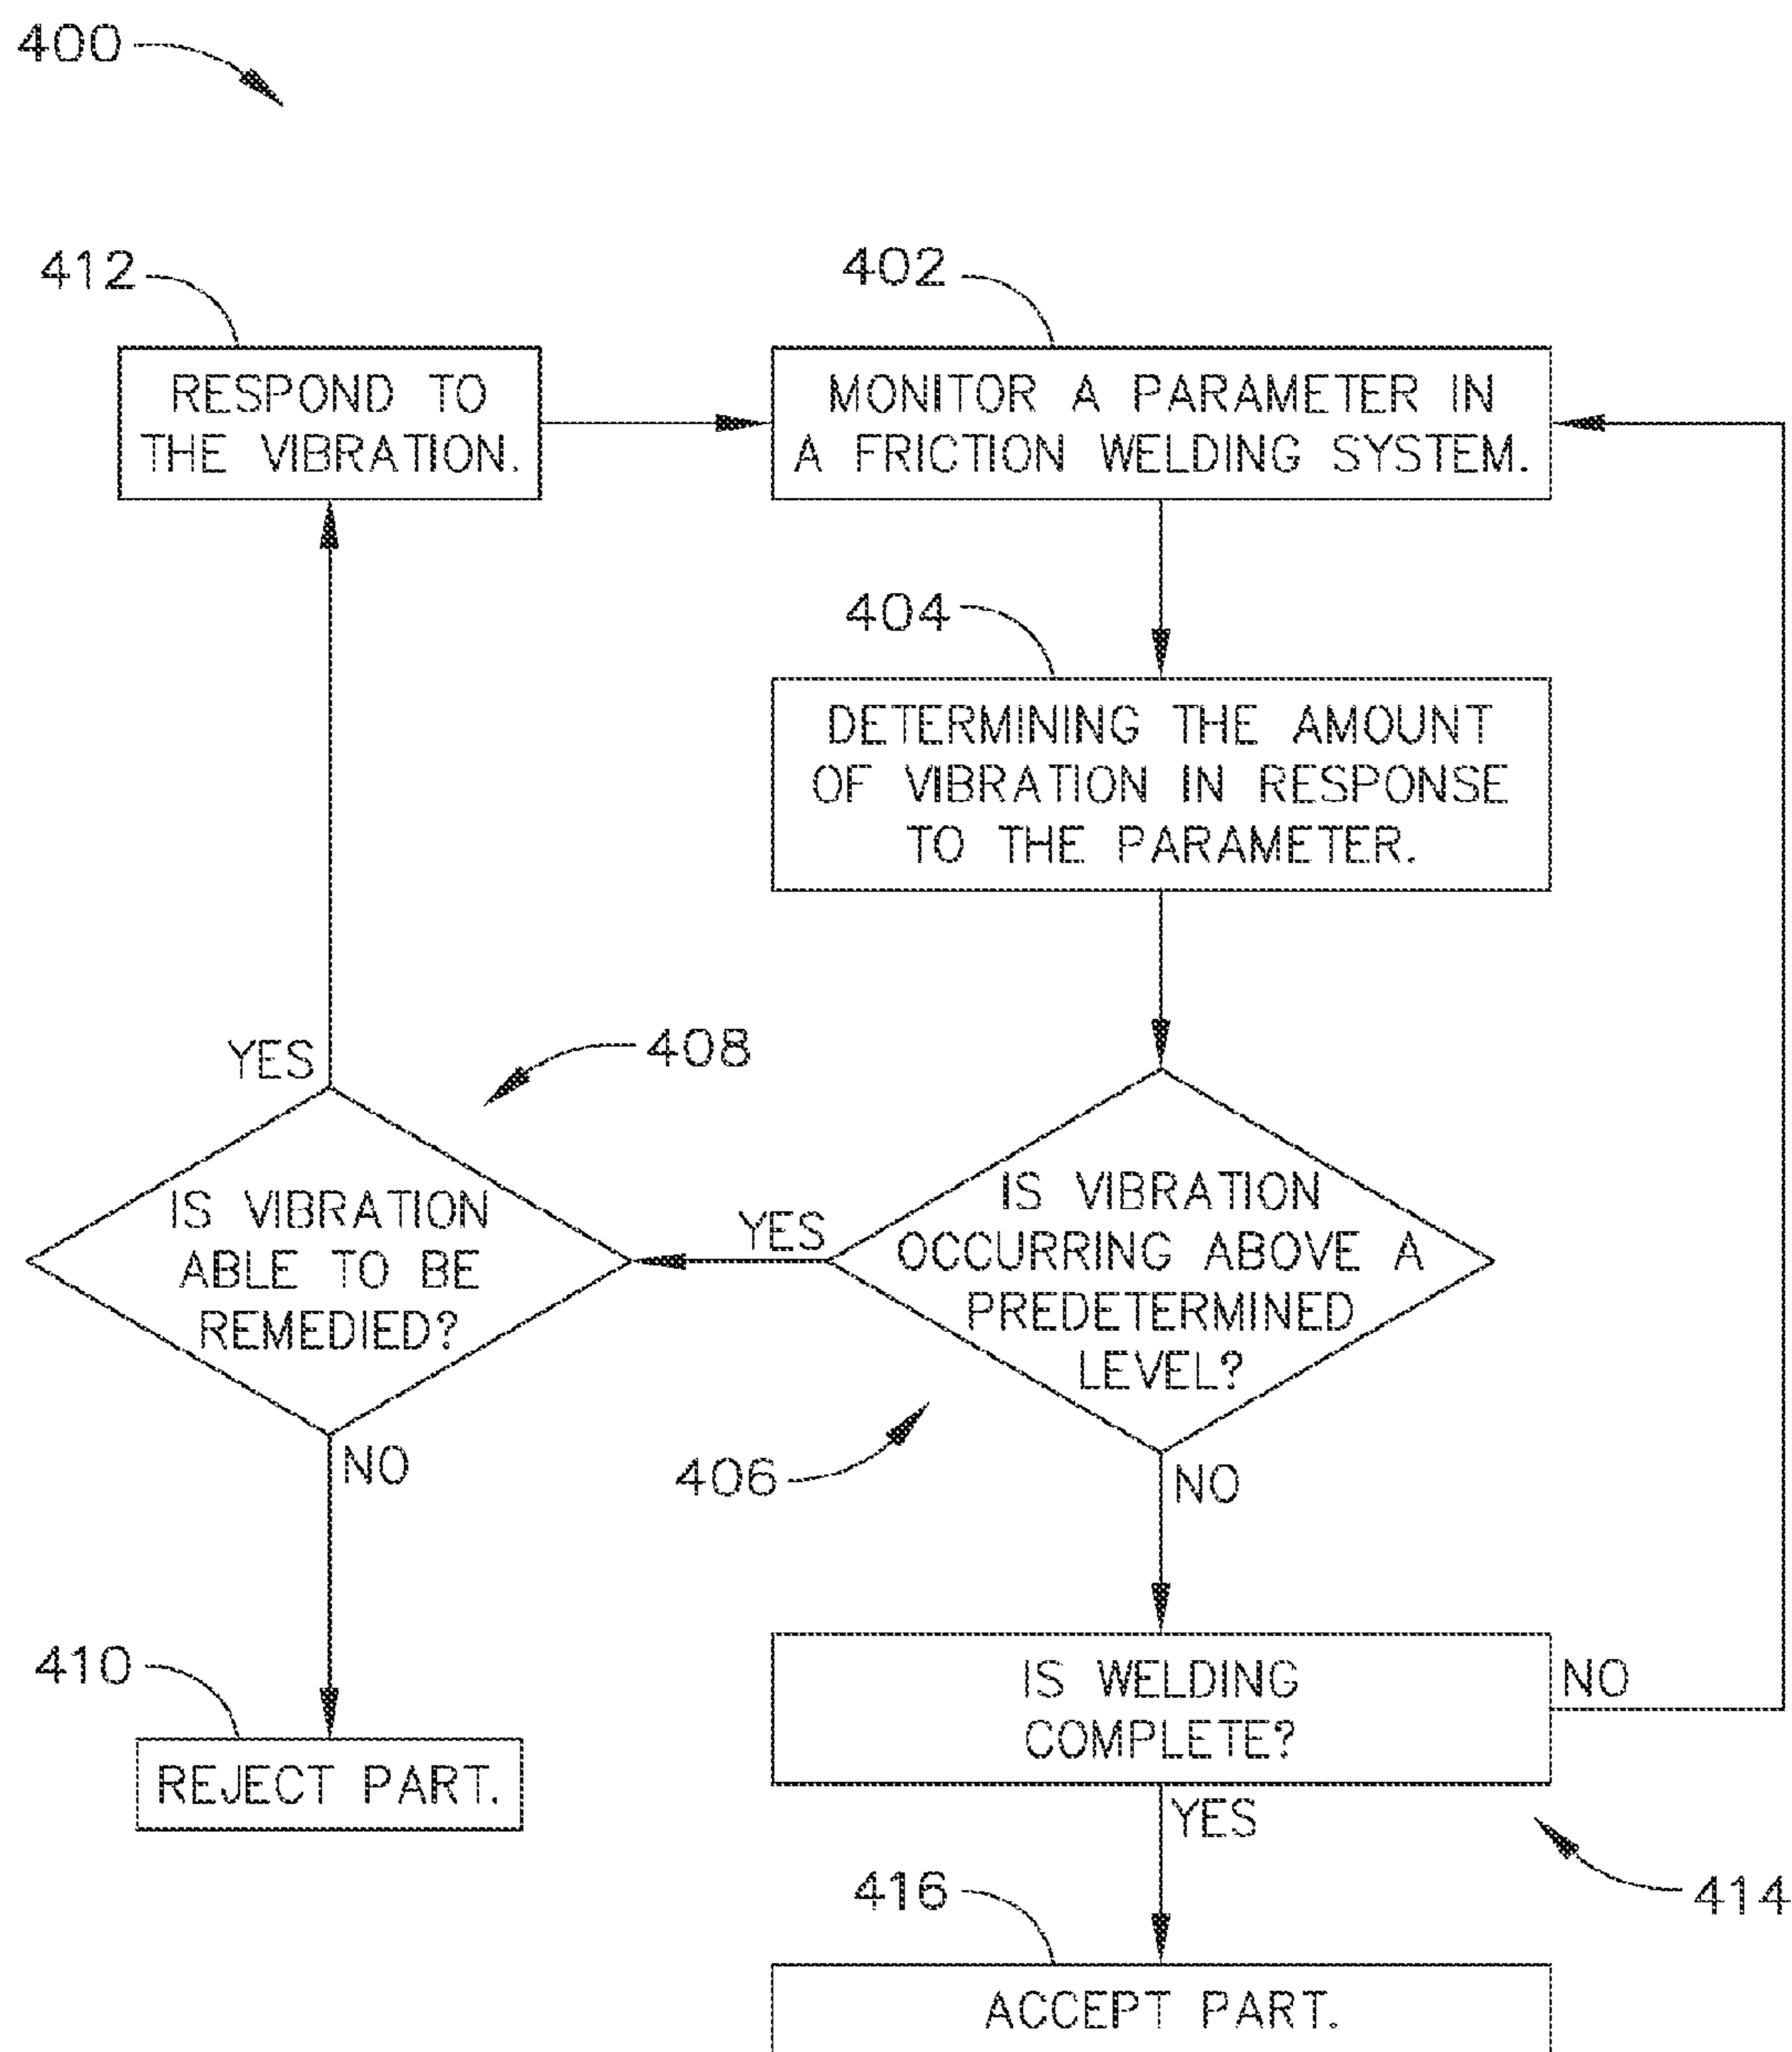 400
412
RESPOND TO
THE VIBRATION.
402
MONITOR A PARAMETER IN
A FRICTION WELDING SYSTEM.
404
DETERMINING THE AMOUNT
OF VIBRATION IN RESPONSE
TO THE PARAMETER.
YES
408
IS VIBRATION
ABLE TO BE
REMEDIED?
YES
IS VIBRATION
OCCURRING ABOVE A
PREDETERMINED
LEVEL?
406
NO
NO
410
REJECT PART.
IS WELDING
COMPLETE?
NO
YES
414
416
ACCEPT PART.